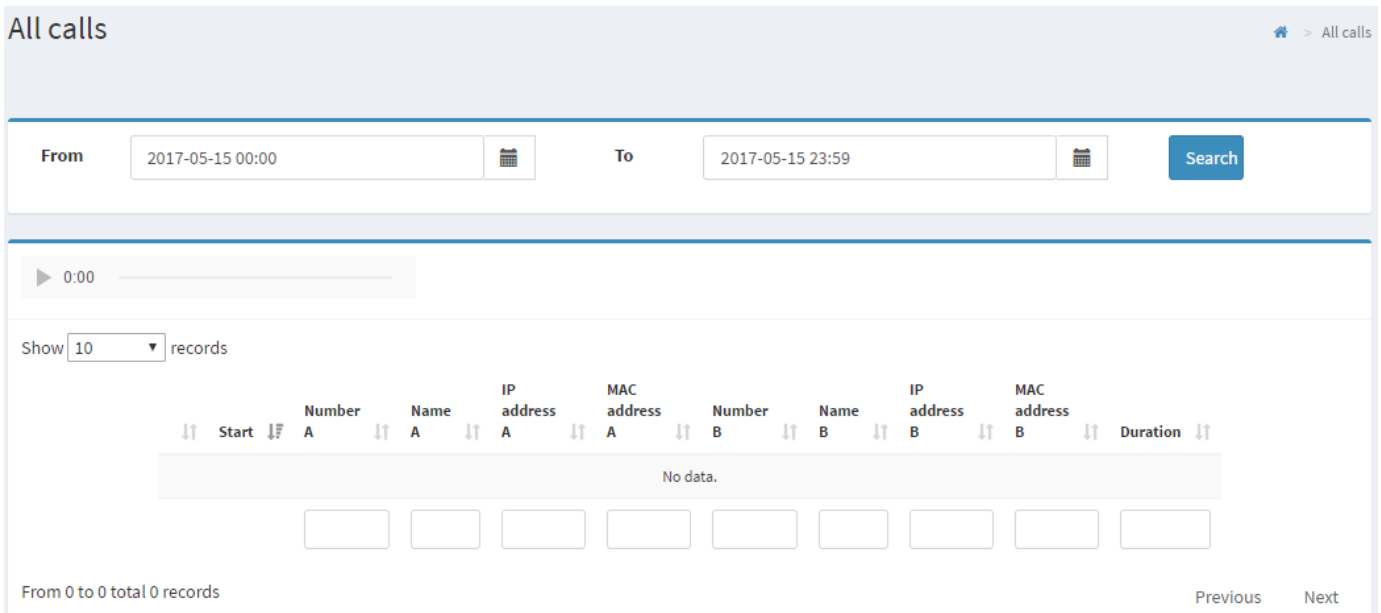 All calls
> All calls
From 2017-05-15 00:00 To 2017-05-15 23:59 Search
0:00
Show 10 records
Start Number A Name A IP address A MAC address A Number B Name B IP address B MAC address B Duration
No data.
From 0 to 0 total 0 records
Previous Next